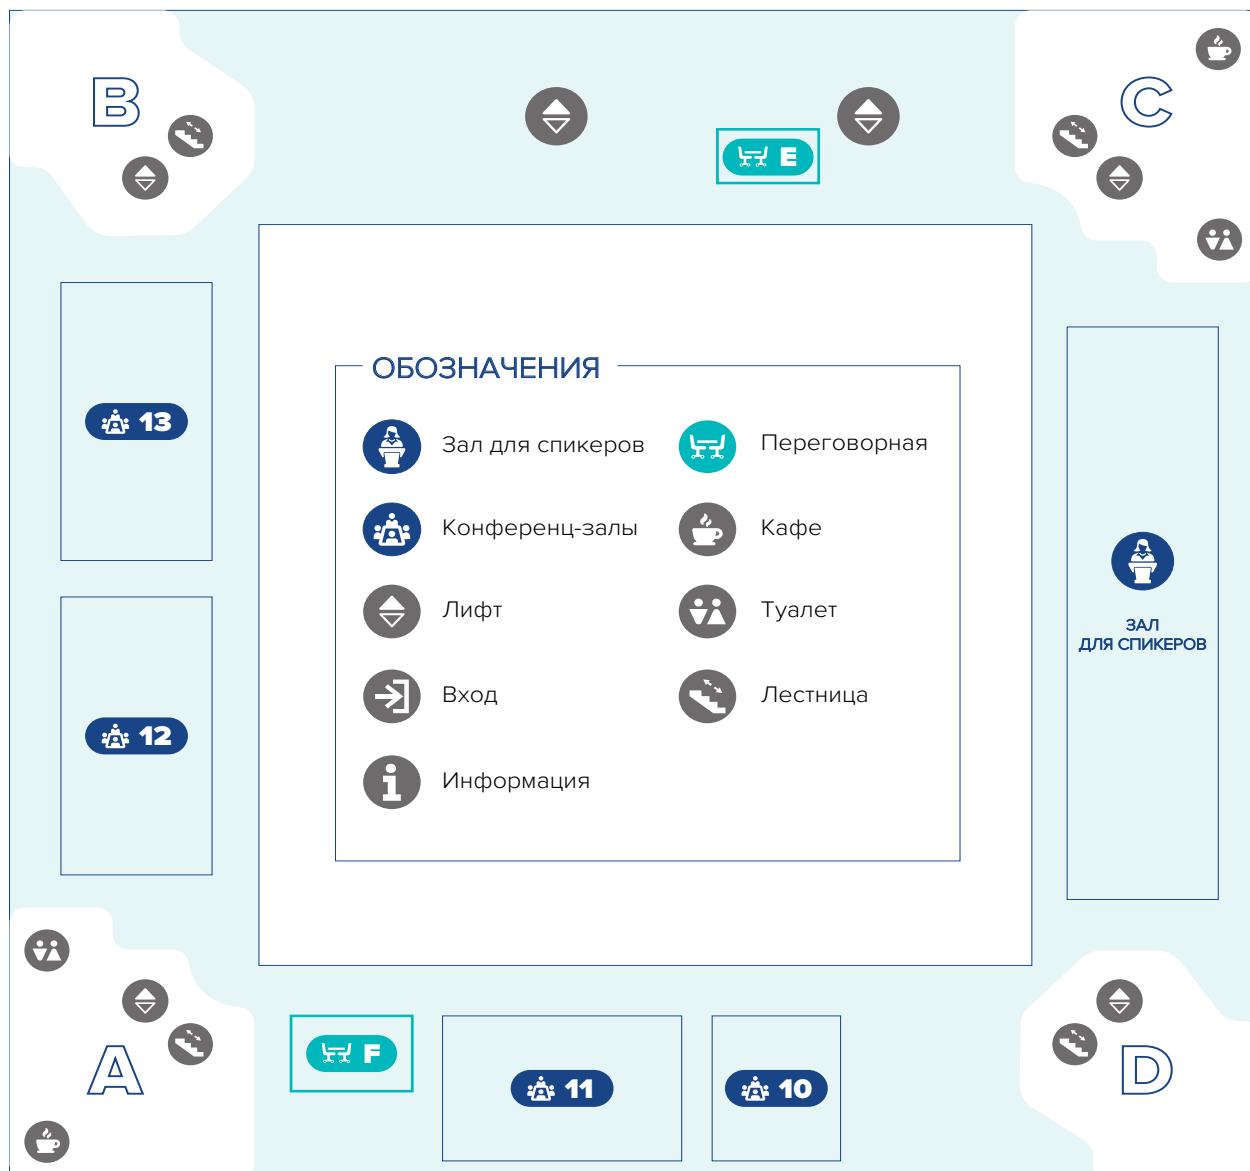 B
C
E
ОБОЗНАЧЕНИЯ
13
Зал для спикеров
Переговорная
Конференц-залы
Кафе
Лифт
Туалет
ЗАЛ
ДЛЯ СПИКЕРОВ
Вход
Лестница
12
Информация
A
F
11
10
D